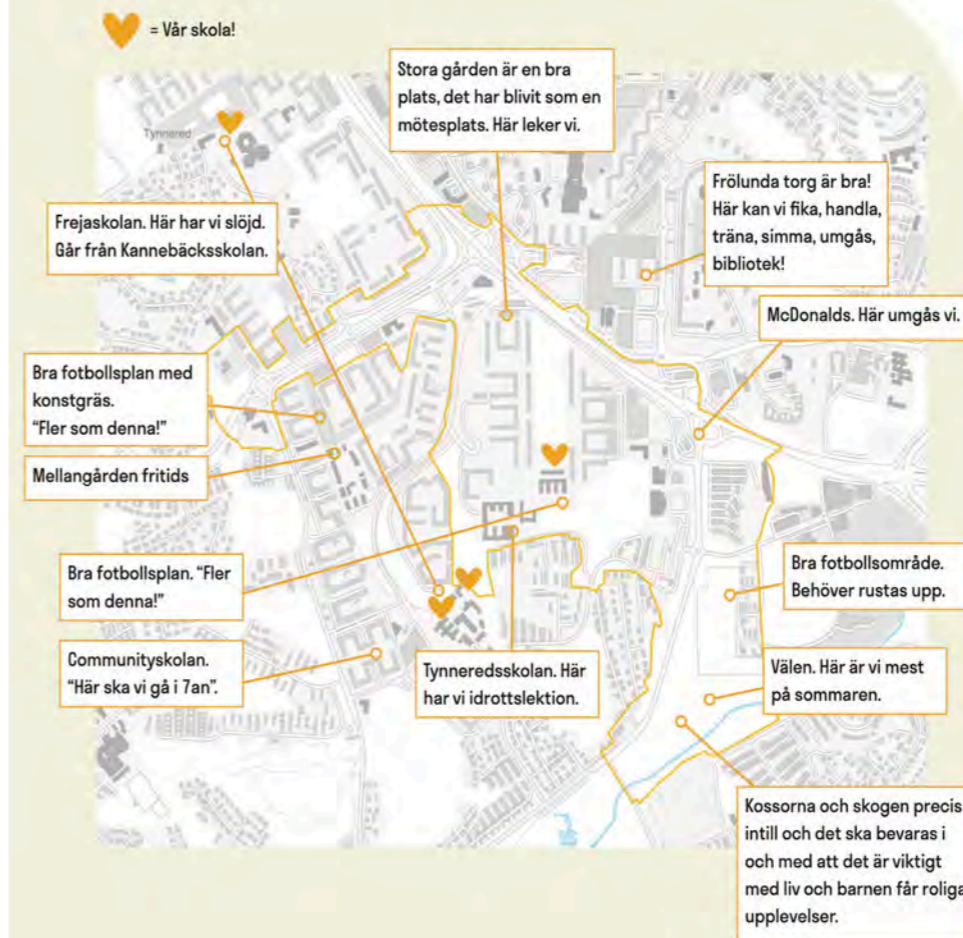 = Vår skola!
Stora gården är en bra
plats, det har blivit som en
mötesplats. Här leker vi.
Tynnered
Frölunda torg är bra!
Här kan vi fika, handla,
träna, simma, umgås,
bibliotek!
Frejaskolan. Här har vi slöjd.
Går från Kannebäcksskolan.
McDonalds. Här umgås vi.
Bra fotbollsplan med
konstgräs.
“Fler som denna!”
Mellangården fritids
Bra fotbollsplan. “Fler
som denna!”
Bra fotbollsområde.
Behöver rustas upp.
Communityskolan.
“Här ska vi gå i 7an”.
Tynneredsskolan. Här
har vi idrottslektion.
Välen. Här är vi mest
på sommaren.
Kossorna och skogen precis
intill och det ska bevaras i
och med att det är viktigt
med liv och barnen får roliga
upplevelser.